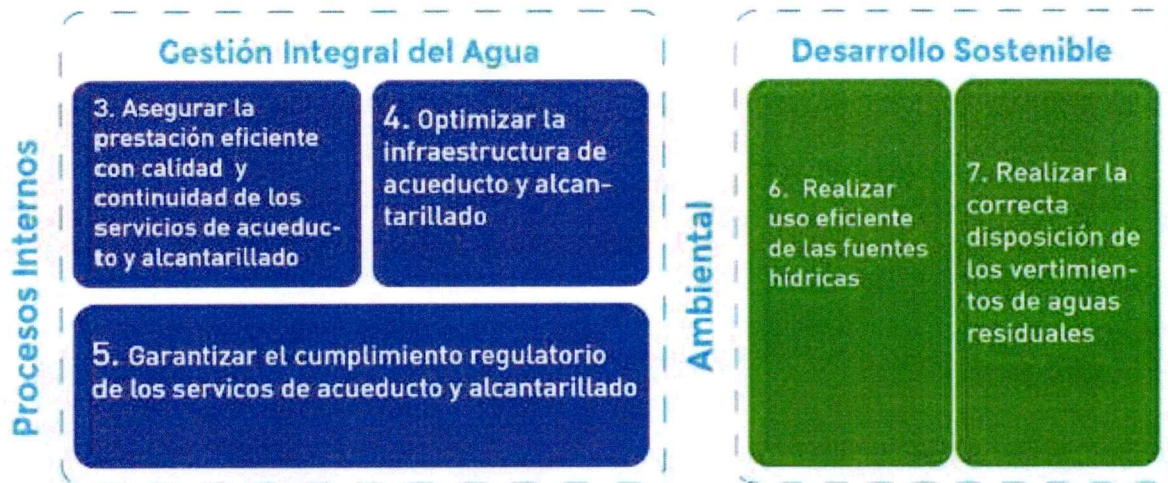 Procesos Internos
Gestión Integral del Agua
3. Asegurar la
prestación eficiente
con calidad y
continuidad de los
servicios de acueduc-
to y alcantarillado
4. Optimizar la
infraestructura de
acueducto y alcan-
tarillado
5. Garantizar el cumplimiento regulatorio
de los servicos de acueducto y alcantarillado
Ambiental
Desarrollo Sostenible
6. Realizar
uso eficiente
de las fuentes
hídricas
7. Realizar la
correcta
disposición de
los vertimien-
tos de aguas
residuales